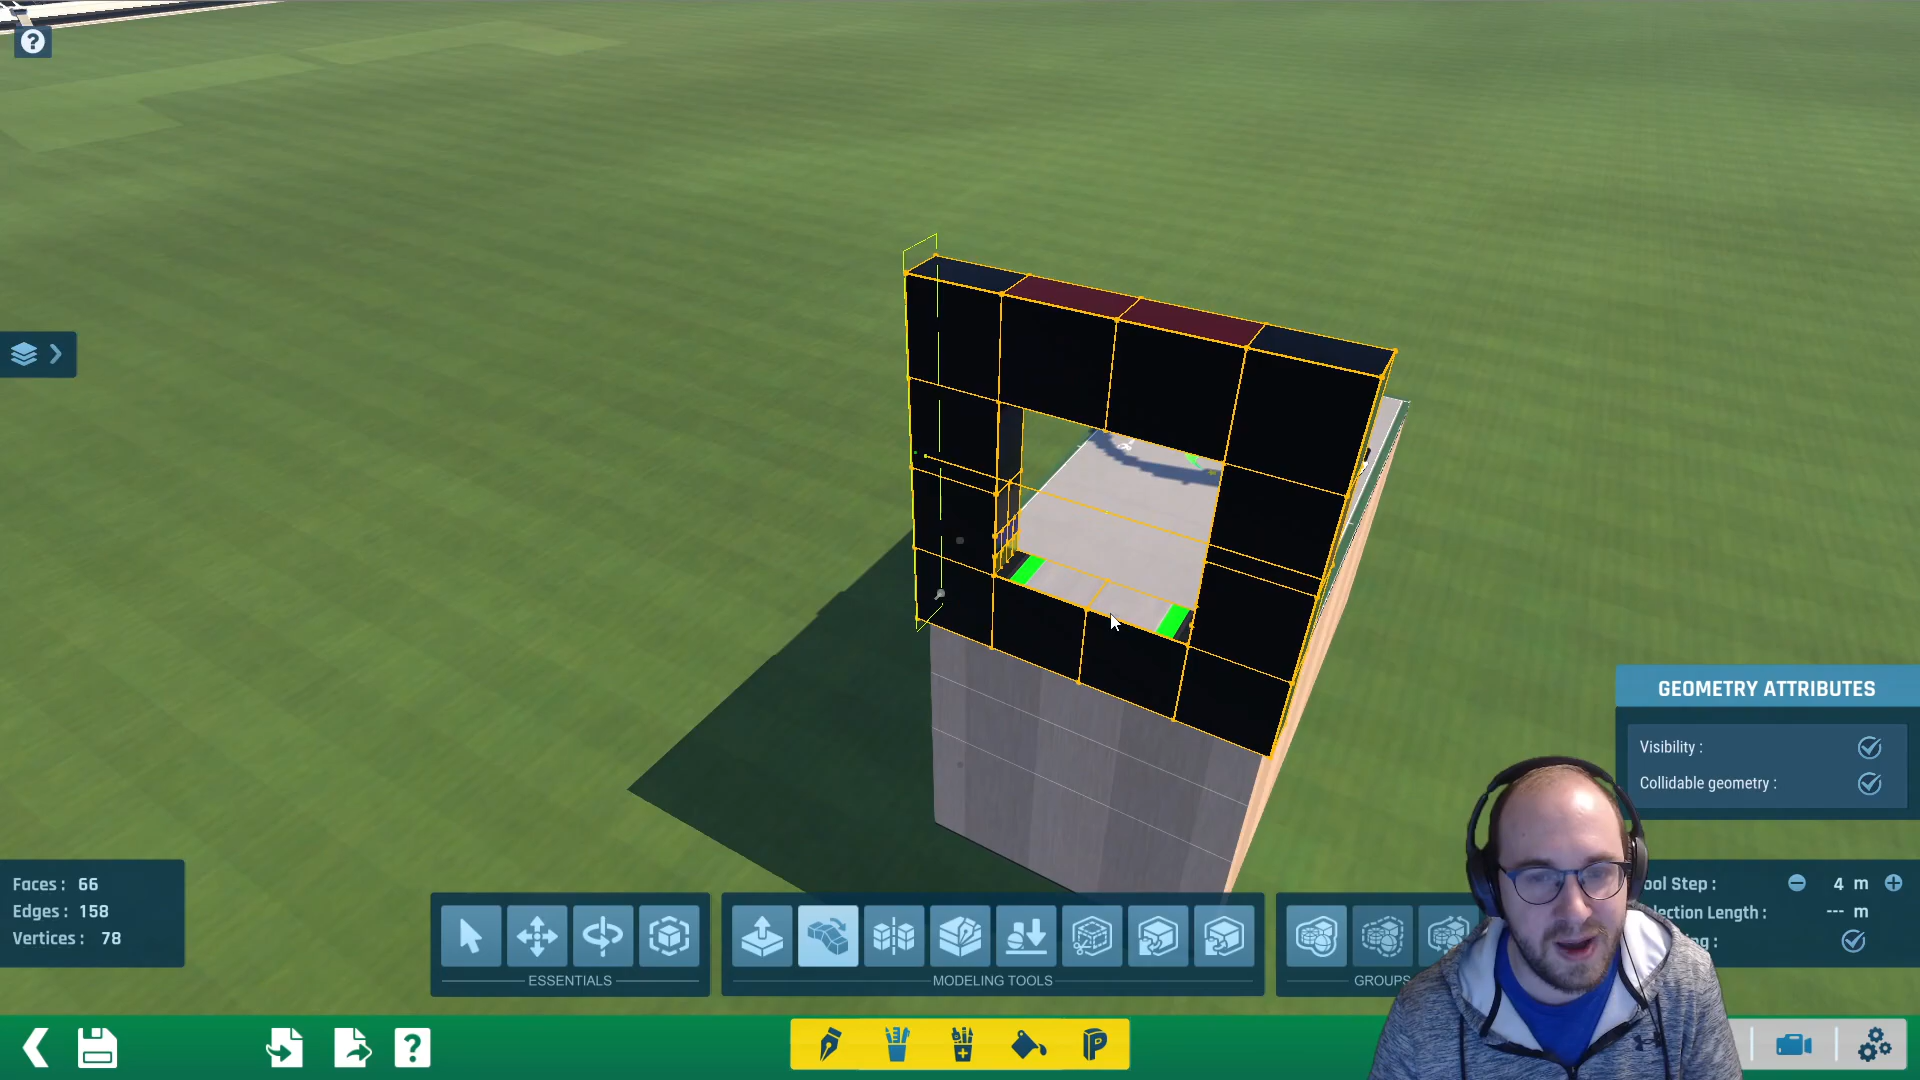 GEOMETRY ATTRIBUTES
Visibility :
Collidable geometry :
Faces : 66
Edges : 158
Vertices : 78
ool Step : 4 m
lection Length : --- m
ng :
ESSENTIALS
MODELING TOOLS
GROUPS